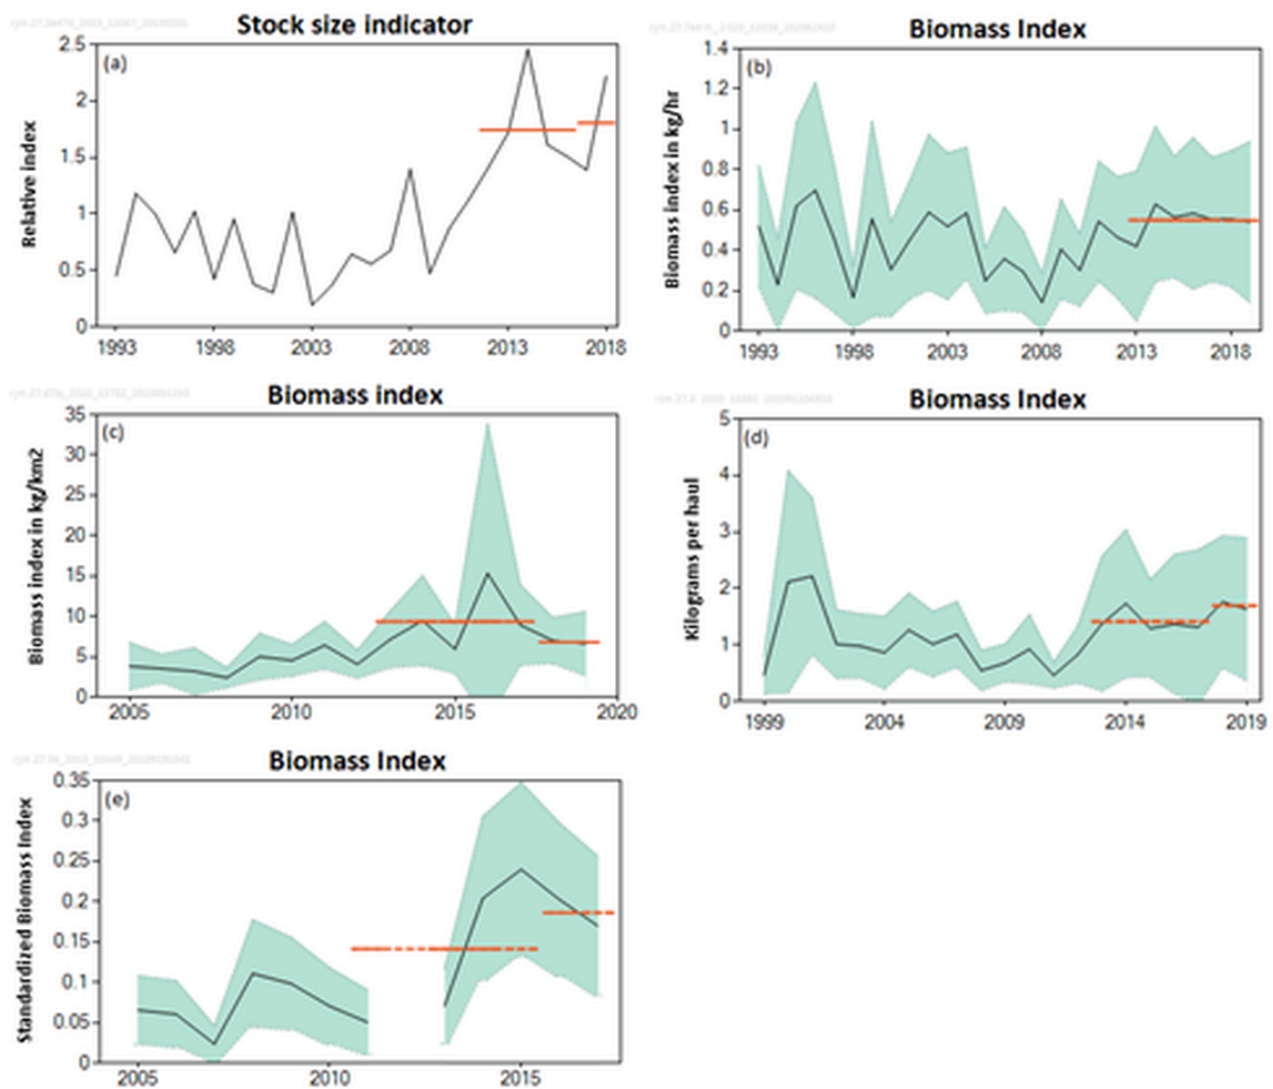 Stock size indicator
(a)
Relative index
2.5
2
1.5
1
0.5
0
1993 1998 2003 2008 2013 2018
Biomass Index
(b)
Biomass index in kg/hr
1.4
1.2
1
0.8
0.6
0.4
0.2
0
1993 1998 2003 2008 2013 2018
Biomass index
(c)
Biomass index in kg/km2
35
30
25
20
15
10
5
0
2005 2010 2015 2020
Biomass Index
(d)
Kilograms per haul
5
4
3
2
1
0
1999 2004 2009 2014 2019
Biomass Index
(e)
Standardized Biomass Index
0.35
0.3
0.25
0.2
0.15
0.1
0.05
0
2005 2010 2015